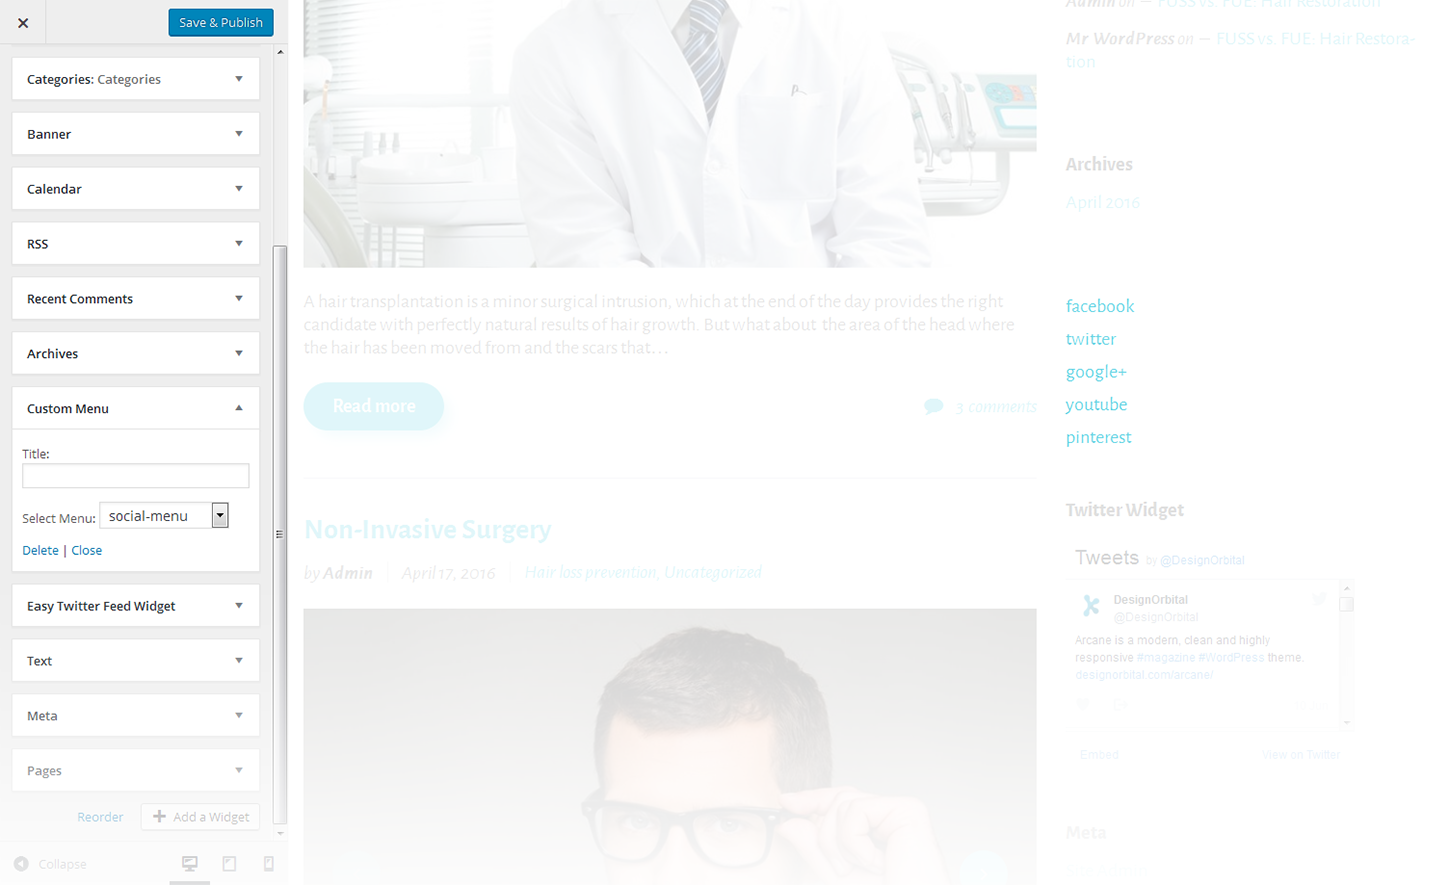 Save & Publish
Categories: Categories
Banner
Calendar
RSS
Recent Comments
Archives
Custom Menu
Title:
Select Menu: social-menu
Delete | Close
Easy Twitter Feed Widget
Text
Meta
Pages
Reorder
Add a Widget
Collapse
A hair transplantation is a minor surgical intrusion, which at the end of the day provides the right
candidate with perfectly natural results of hair growth. But what about the area of the head where
the hair has been moved from and the scars that…
Read more
3 comments
Non-Invasive Surgery
by Admin
April 17, 2016
Hair loss prevention, Uncategorized
Admin on — FUSS vs. FUE: Hair Restoration
Mr WordPress on — FUSS vs. FUE: Hair Restora-
tion
Archives
April 2016
facebook
twitter
google+
youtube
pinterest
Twitter Widget
Tweets by @DesignOrbital
DesignOrbital
@DesignOrbital
Arcane is a modern, clean and highly
responsive #magazine #WordPress theme.
designorbital.com/arcane/
Embed
View on Twitter
Meta